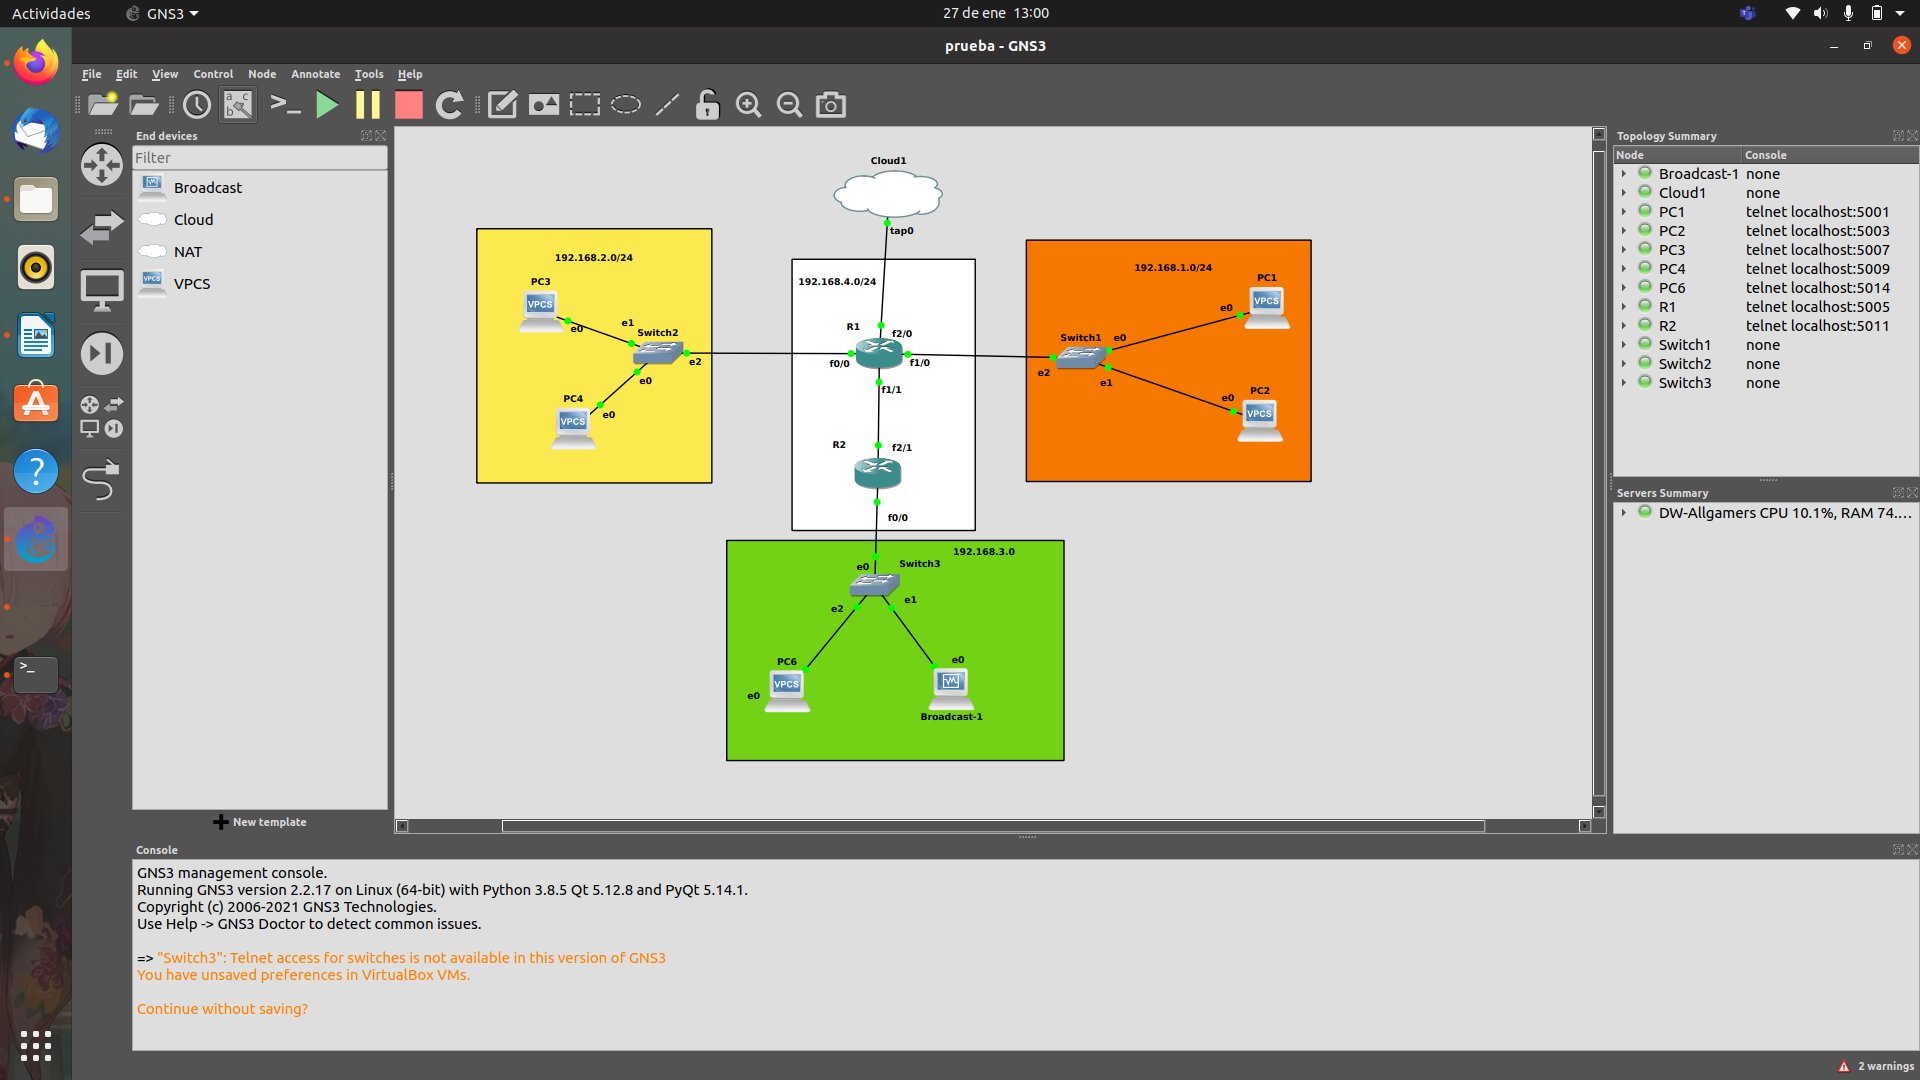 Actividades
GNS3
27 de ene 13:00
prueba - GNS3
File Edit View Control Node Annotate Tools Help
End devices
Filter
Broadcast
Cloud
NAT
VPCS
New template
Cloud1
tap0
192.168.2.0/24
PC3
VPCS
e0
e1
Switch2
e2
e0
PC4
VPCS
e0
192.168.4.0/24
R1
f2/0
f0/0
f1/0
f1/1
R2
f2/1
f0/0
192.168.1.0/24
PC1
VPCS
e0
Switch1
e0
e2
e1
PC2
VPCS
e0
192.168.3.0
Switch3
e0
e2
e1
PC6
VPCS
e0
e0
Broadcast-1
Topology Summary
Node Console
Broadcast-1 none
Cloud1 none
PC1 telnet localhost:5001
PC2 telnet localhost:5003
PC3 telnet localhost:5007
PC4 telnet localhost:5009
PC6 telnet localhost:5014
R1 telnet localhost:5005
R2 telnet localhost:5011
Switch1 none
Switch2 none
Switch3 none
Servers Summary
DW-Allgamers CPU 10.1%, RAM 74....
Console
GNS3 management console.
Running GNS3 version 2.2.17 on Linux (64-bit) with Python 3.8.5 Qt 5.12.8 and PyQt 5.14.1.
Copyright (c) 2006-2021 GNS3 Technologies.
Use Help -> GNS3 Doctor to detect common issues.
=> "Switch3": Telnet access for switches is not available in this version of GNS3
You have unsaved preferences in VirtualBox VMs.
Continue without saving?
2 warnings